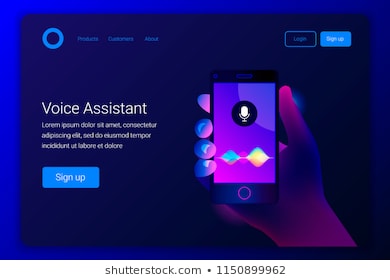 Products Customers About Login Sign up
Voice Assistant
Lorem ipsum dolor sit amet,
consectetur adipiscing elit, sed do eiusmod tempor
incididunt ut labore et dolore
Sign up
shutterstock.com • 1150899962